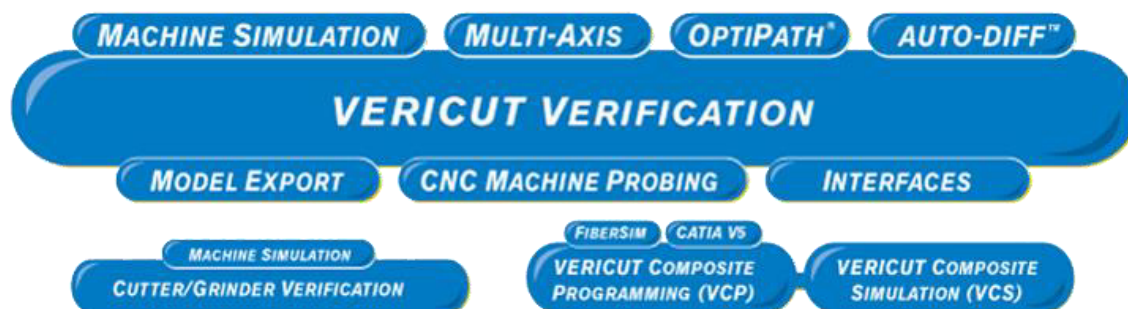 MACHINE SIMULATION
MULTI-AXIS
OPTIPATH®
AUTO-DIFF™
VERICUT VERIFICATION
MODEL EXPORT
CNC MACHINE PROBING
INTERFACES
MACHINE SIMULATION
CUTTER/GRINDER VERIFICATION
FIBERSIM
CATIA V5
VERICUT COMPOSITE
PROGRAMMING (VCP)
VERICUT COMPOSITE
SIMULATION (VCS)